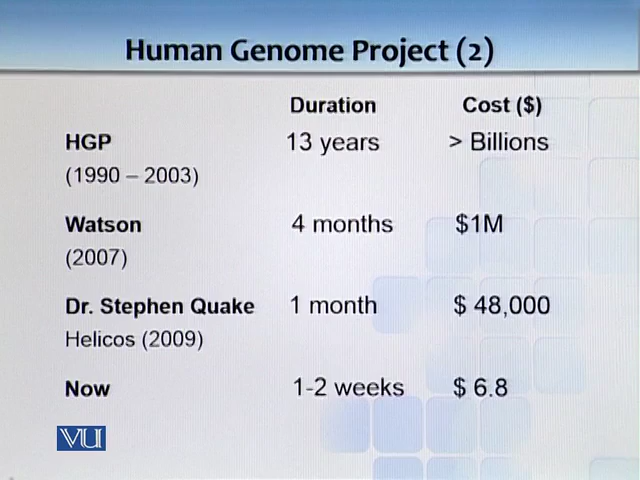 Human Genome Project (2)
Duration Cost ($)
HGP 13 years > Billions
(1990 – 2003)
Watson 4 months $1M
(2007)
Dr. Stephen Quake 1 month $ 48,000
Helicos (2009)
Now 1-2 weeks $ 6.8
VU